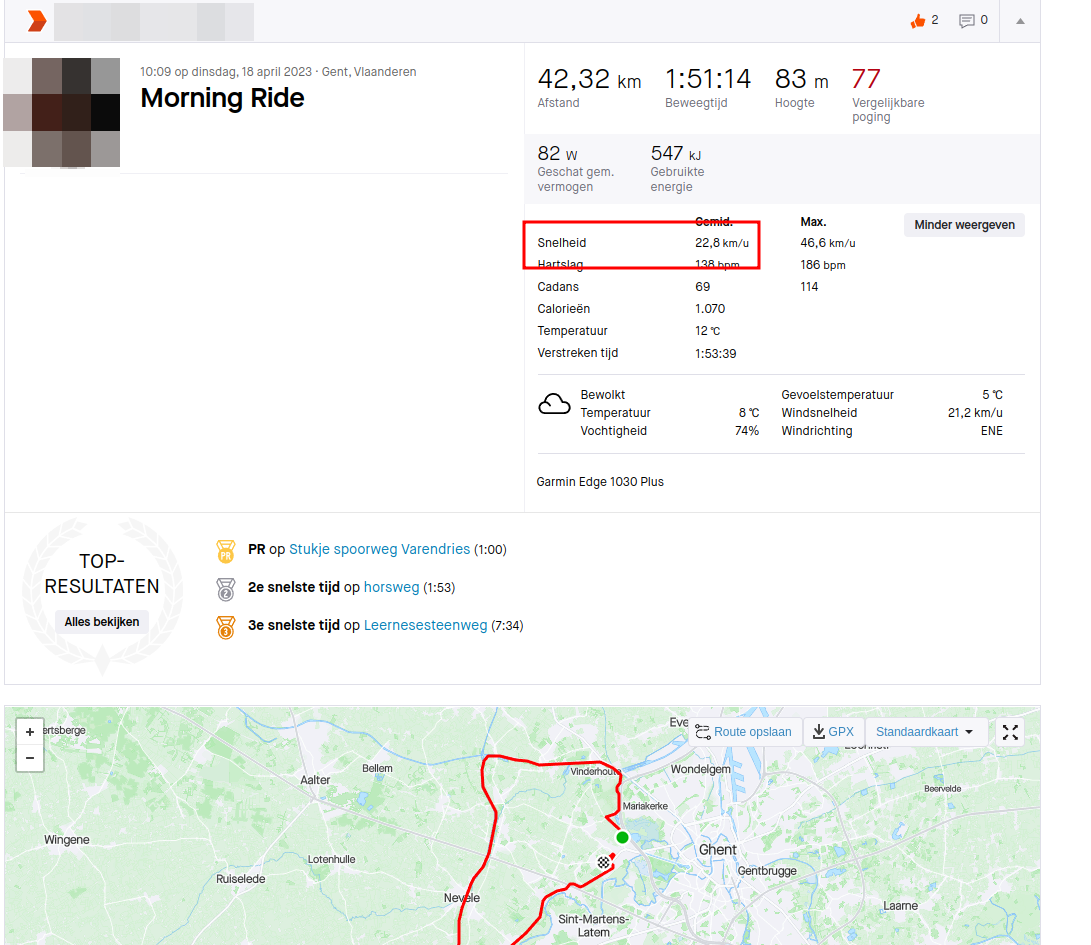 2
0
10:09 op dinsdag, 18 april 2023 · Gent, Vlaanderen
Morning Ride
42,32 km 1:51:14 83 m 77
Afstand Beweegtijd Hoogte Vergelijkbare
poging
82 W 547 kJ
Geschat gem. Gebruikte
vermogen energie
Gemid. Max. Minder weergeven
Snelheid 22,8 km/u 46,6 km/u
Hartslag 138 bpm 186 bpm
Cadans 69 114
Calorieën 1.070
Temperatuur 12 °C
Verstreken tijd 1:53:39
Bewolkt Gevoelstemperatuur 5 °C
Temperatuur 8 °C Windsnelheid 21,2 km/u
Vochtigheid 74% Windrichting ENE
Garmin Edge 1030 Plus
TOP-
RESULTATEN
Alles bekijken
PR
PR op Stukje spoorweg Varendries (1:00)
2
2e snelste tijd op horsweg (1:53)
3
3e snelste tijd op Leernesesteenweg (7:34)
+
−
Route opslaan GPX Standaardkaart
ertsberge
Bellem
Aalter
Vinderhoute
Wondelgem
Beervelde
Mariakerke
Wingene
Ghent
Lotenhulle
Gentbrugge
Ruiselede
Nevele
Laarne
Sint-Martens-
Latem